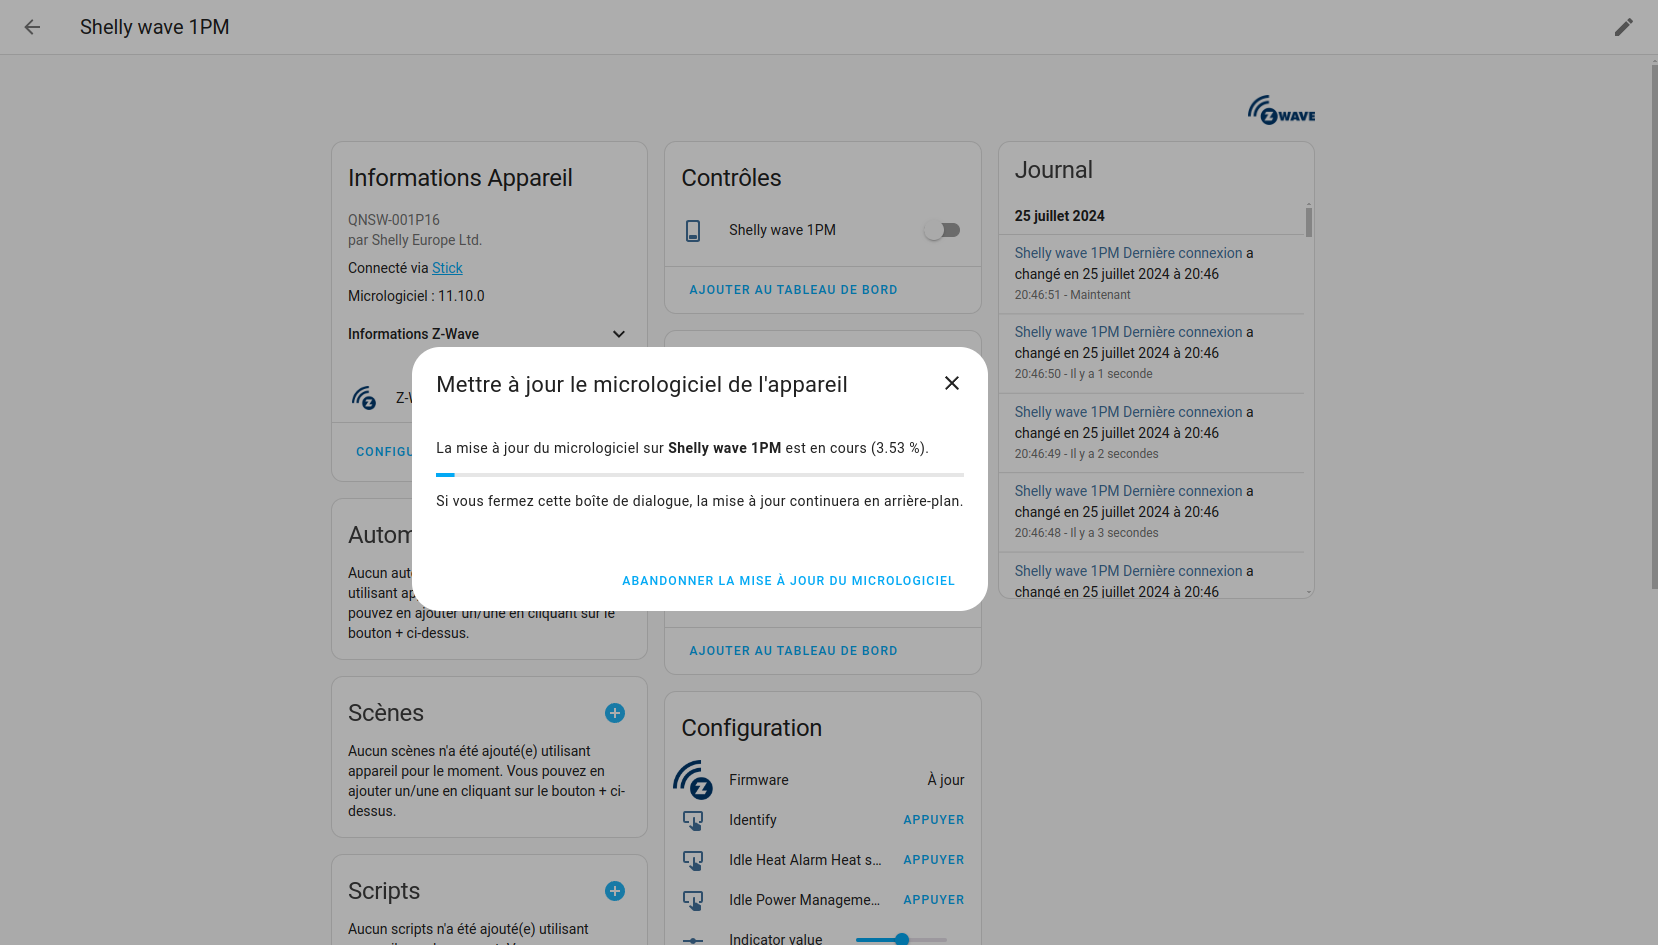 Shelly wave 1PM
Z WAVE
Informations Appareil
QNSW-001P16
par Shelly Europe Ltd.
Connecté via Stick
Micrologiciel : 11.10.0
Informations Z-Wave
CONFIGU
Autom
Aucun aut
utilisant ap
pouvez en ajouter un/une en cliquant sur le
bouton + ci-dessus.
Scènes
Aucun scènes n'a été ajouté(e) utilisant
appareil pour le moment. Vous pouvez en
ajouter un/une en cliquant sur le bouton + ci-
dessus.
Scripts
Aucun scripts n'a été ajouté(e) utilisant
Contrôles
Shelly wave 1PM
AJOUTER AU TABLEAU DE BORD
Mettre à jour le micrologiciel de l'appareil
La mise à jour du micrologiciel sur Shelly wave 1PM est en cours (3.53 %).
Si vous fermez cette boîte de dialogue, la mise à jour continuera en arrière-plan.
ABANDONNER LA MISE À JOUR DU MICROLOGICIEL
AJOUTER AU TABLEAU DE BORD
Configuration
Firmware À jour
Identify APPUYER
Idle Heat Alarm Heat s... APPUYER
Idle Power Manageme... APPUYER
Indicator value
Journal
25 juillet 2024
Shelly wave 1PM Dernière connexion a
changé en 25 juillet 2024 à 20:46
20:46:51 - Maintenant
Shelly wave 1PM Dernière connexion a
changé en 25 juillet 2024 à 20:46
20:46:50 - Il y a 1 seconde
Shelly wave 1PM Dernière connexion a
changé en 25 juillet 2024 à 20:46
20:46:49 - Il y a 2 secondes
Shelly wave 1PM Dernière connexion a
changé en 25 juillet 2024 à 20:46
20:46:48 - Il y a 3 secondes
Shelly wave 1PM Dernière connexion a
changé en 25 juillet 2024 à 20:46